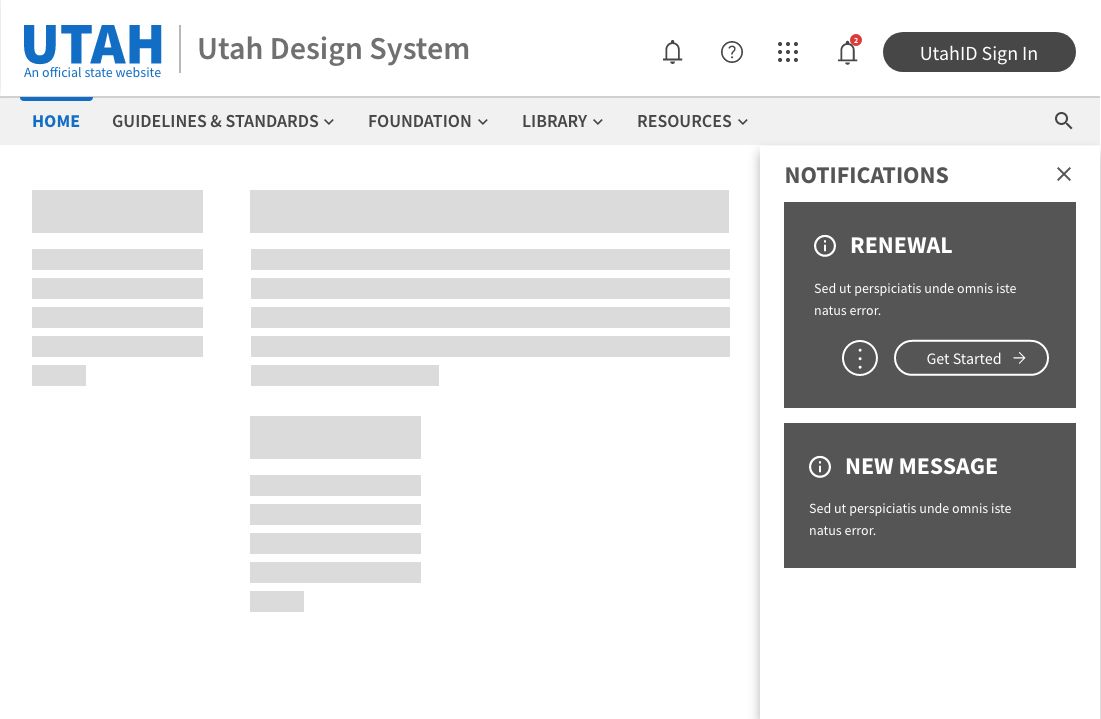 UTAH
An official state website
Utah Design System
2
UtahID Sign In
HOME
GUIDELINES & STANDARDS
FOUNDATION
LIBRARY
RESOURCES
NOTIFICATIONS
RENEWAL
Sed ut perspiciatis unde omnis iste
natus error.
Get Started
NEW MESSAGE
Sed ut perspiciatis unde omnis iste
natus error.